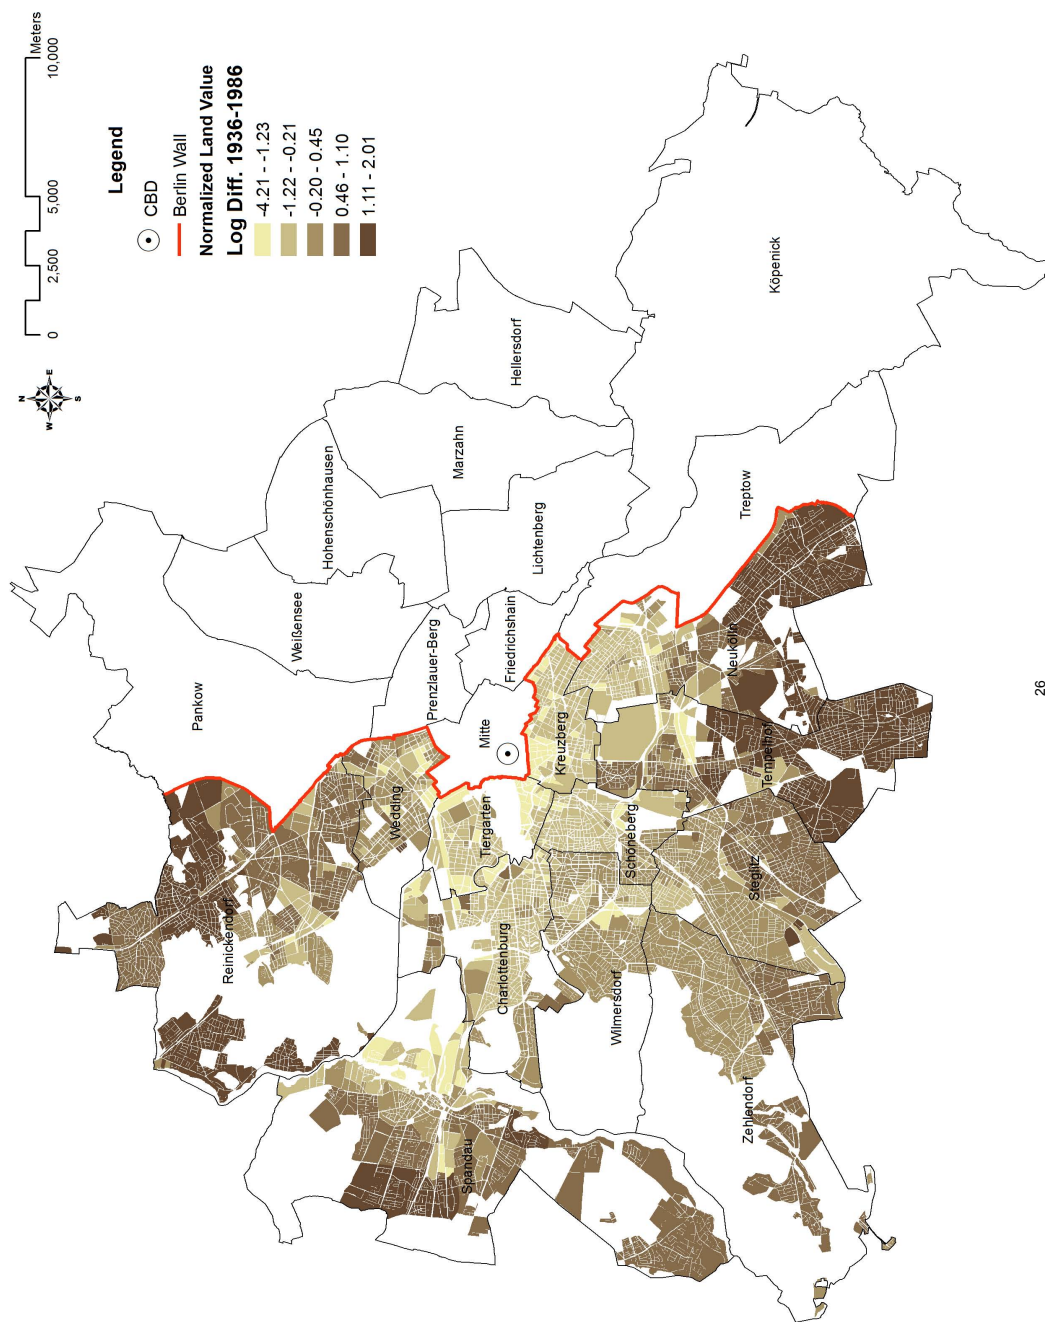 Legend
CBD
Berlin Wall
Normalized Land Value
Log Diff. 1936-1986
-4.21 - -1.23
-1.22 - -0.21
-0.20 - 0.45
0.46 - 1.10
1.11 - 2.01
N
W E
S
0 2,500 5,000 10,000
Meters
Pankow
Weißensee
Hohenschönhausen
Marzahn
Hellersdorf
Prenzlauer-Berg
Friedrichshain
Lichtenberg
Köpenick
Treptow
Mitte
Reinickendorf
Wedding
Tiergarten
Kreuzberg
Neukölln
Tempelhof
Schöneberg
Steglitz
Charlottenburg
Wilmersdorf
Zehlendorf
Spandau
26